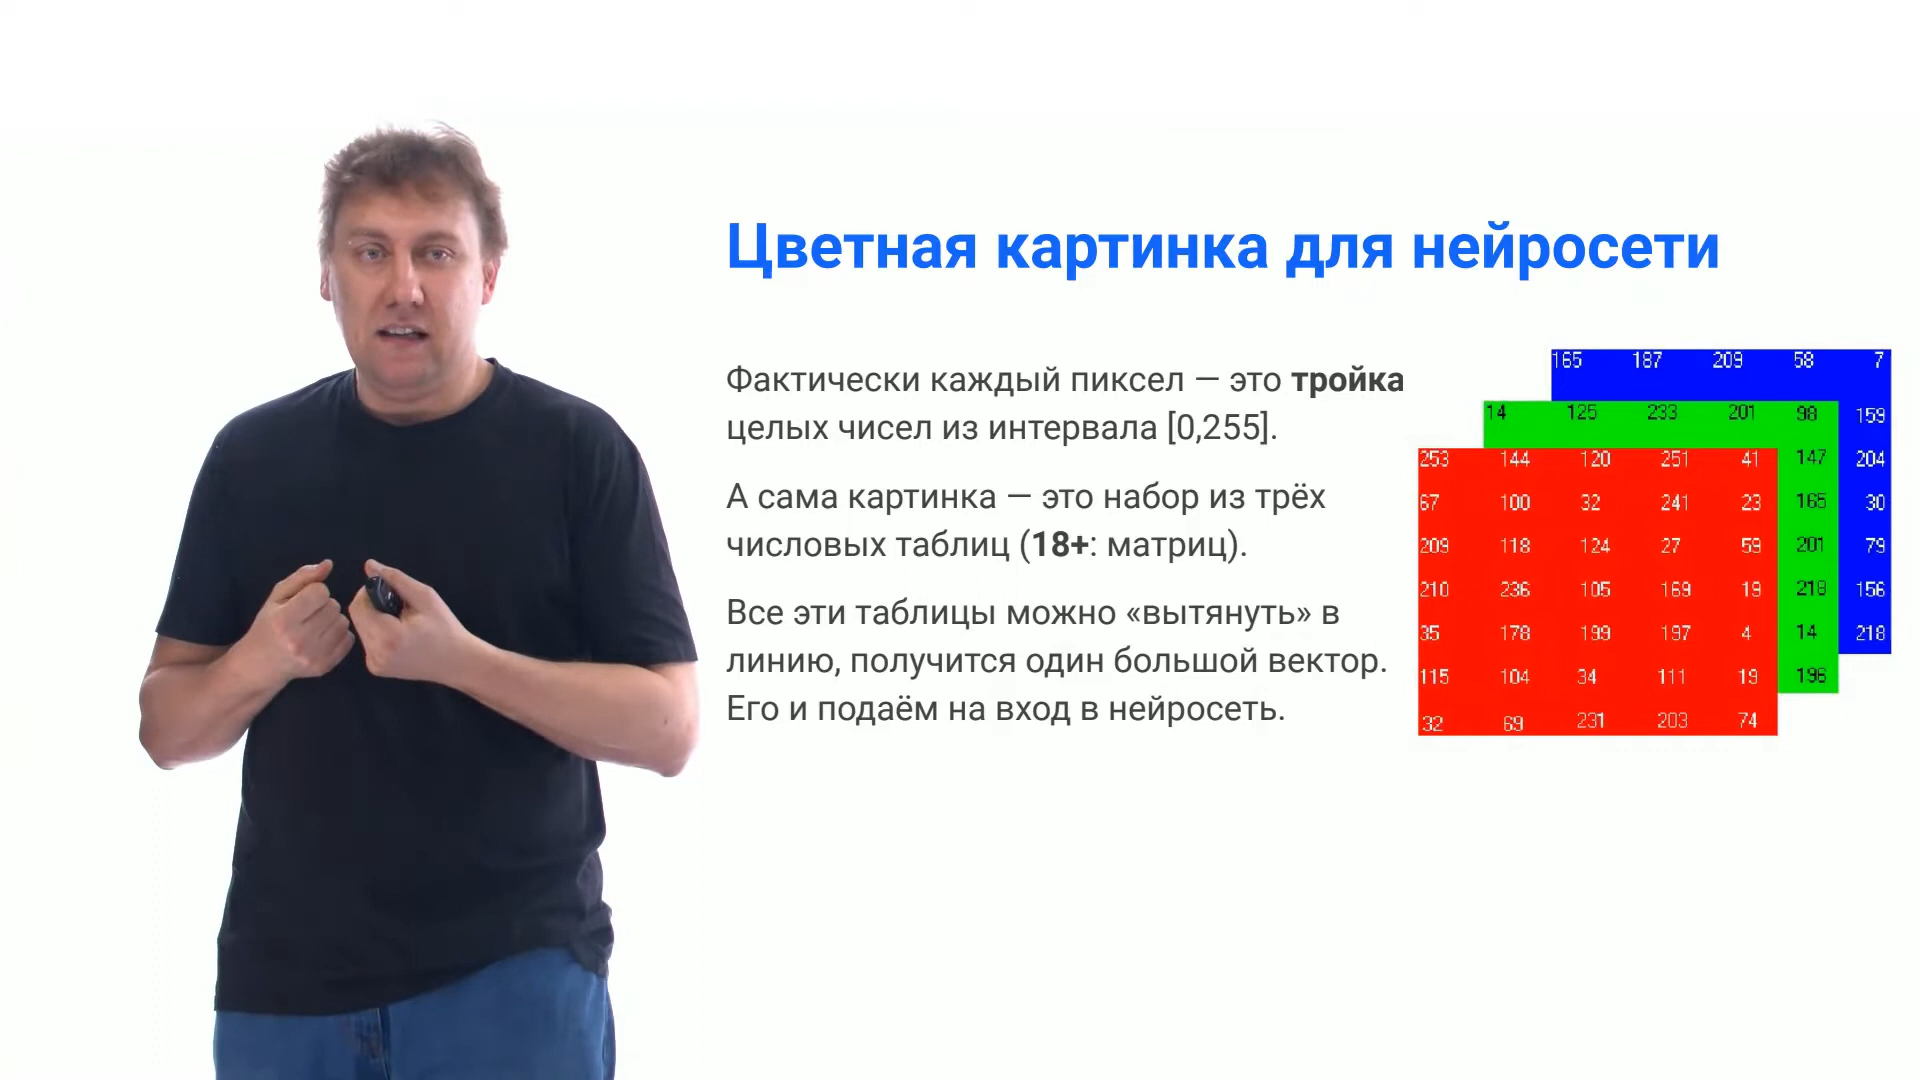 Цветная картинка для нейросети
Фактически каждый пиксел — это тройка
целых чисел из интервала [0,255].
А сама картинка — это набор из трёх
числовых таблиц (18+: матриц).
Все эти таблицы можно «вытянуть» в
линию, получится один большой вектор.
Его и подаём на вход в нейросеть.
165 187 209 58 7
14 125 233 201 98 159
253 144 120 251 41 147 204
67 100 32 241 23 165 30
209 118 124 27 59 201 79
210 236 105 169 19 218 156
35 178 199 197 4 14 218
115 104 34 111 19 196
32 69 231 203 74